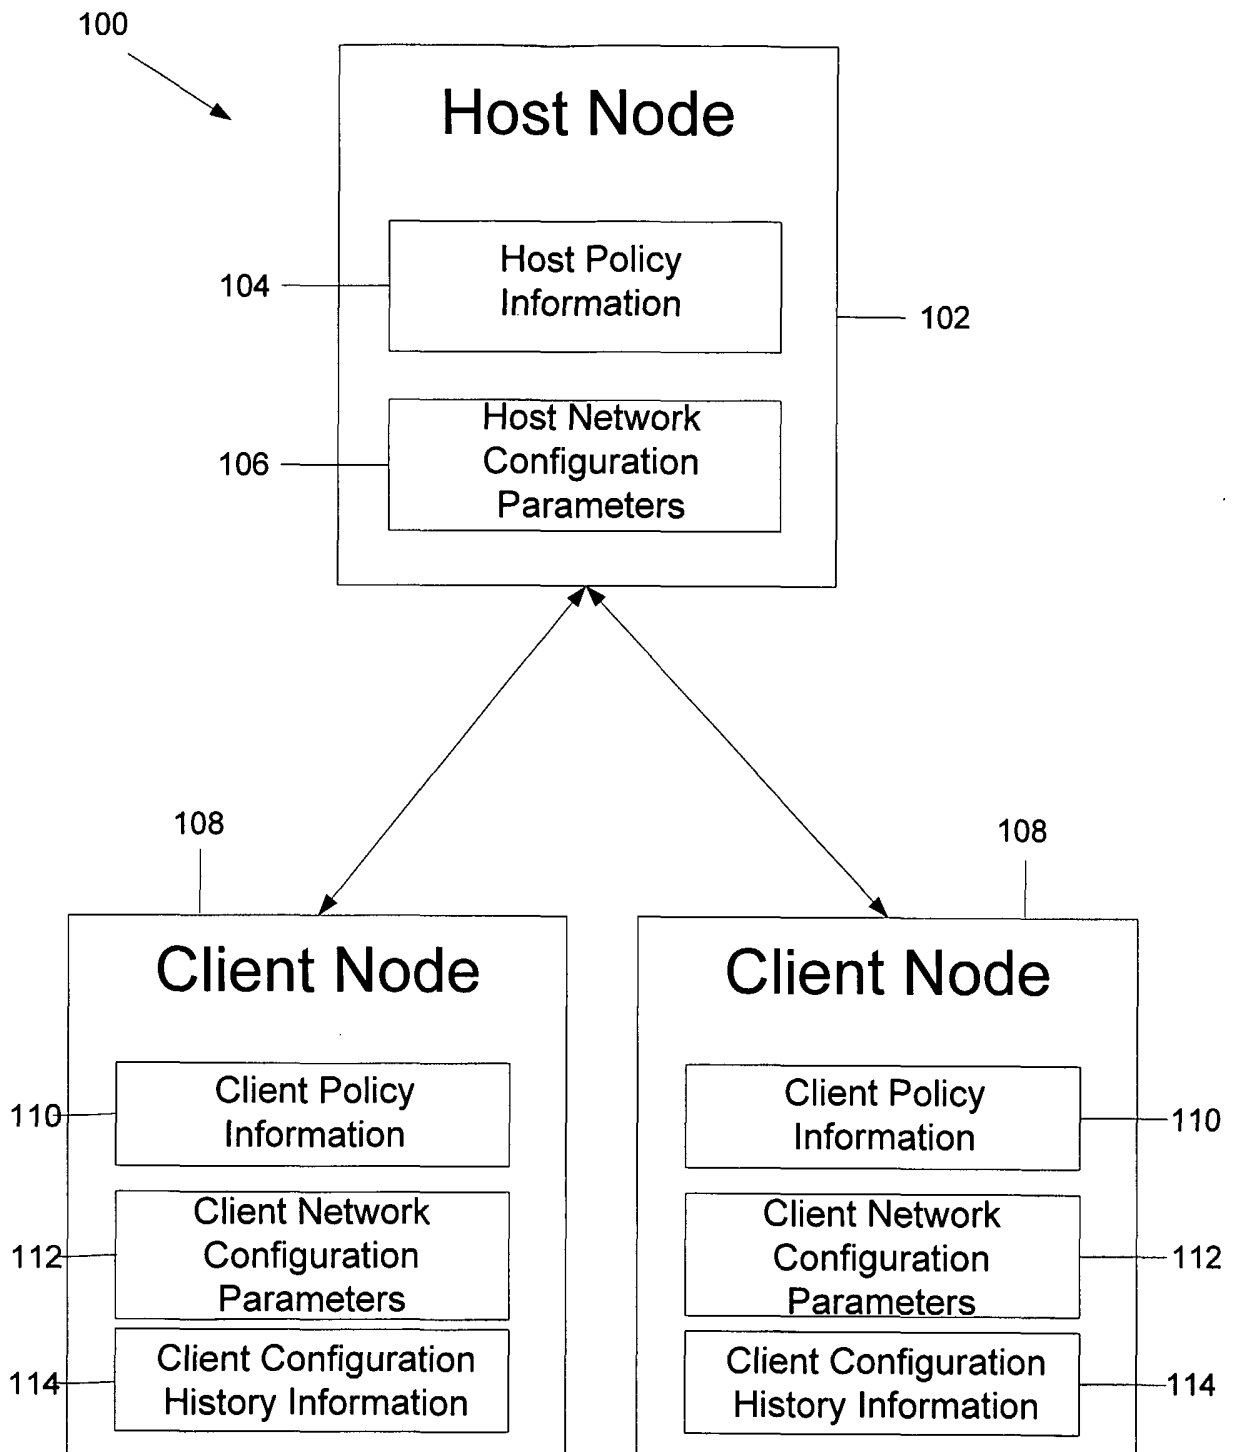 100
Host Node
Host Policy
Information
104
102
Host Network
Configuration
Parameters
106
108
108
Client Node
Client Policy
Information
110
Client Network
Configuration
Parameters
112
Client Configuration
History Information
114
Client Node
Client Policy
Information
110
Client Network
Configuration
Parameters
112
Client Configuration
History Information
114